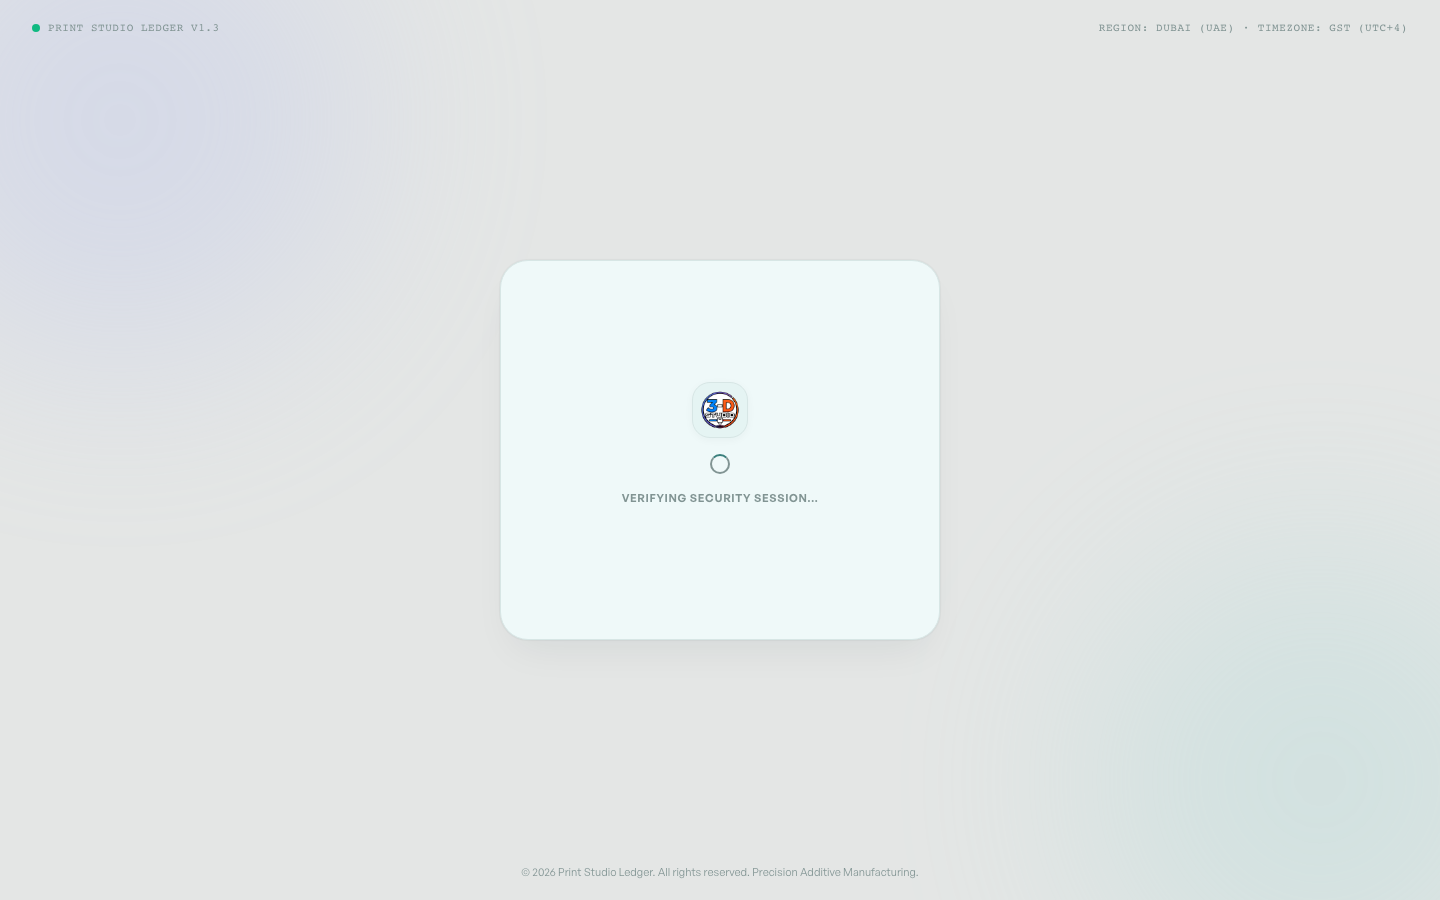 PRINT STUDIO LEDGER V1.3
REGION: DUBAI (UAE) · TIMEZONE: GST (UTC+4)
3-D
VERIFYING SECURITY SESSION...
© 2026 Print Studio Ledger. All rights reserved. Precision Additive Manufacturing.